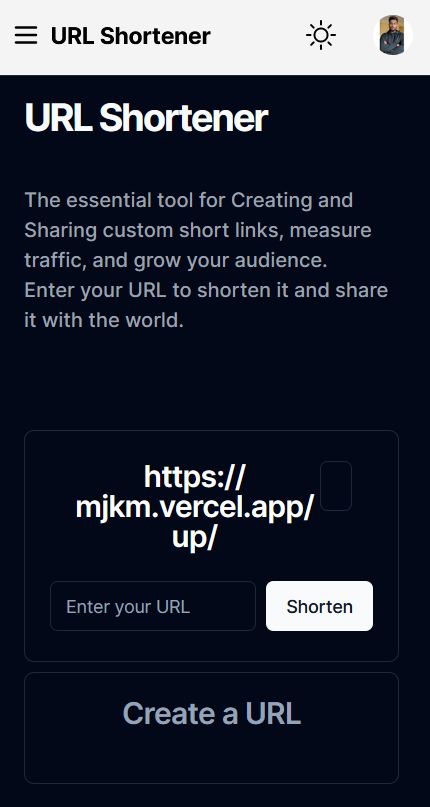 URL Shortener
URL Shortener
The essential tool for Creating and
Sharing custom short links, measure
traffic, and grow your audience.
Enter your URL to shorten it and share
it with the world.
https://
mjkm.vercel.app/
up/
Enter your URL
Shorten
Create a URL